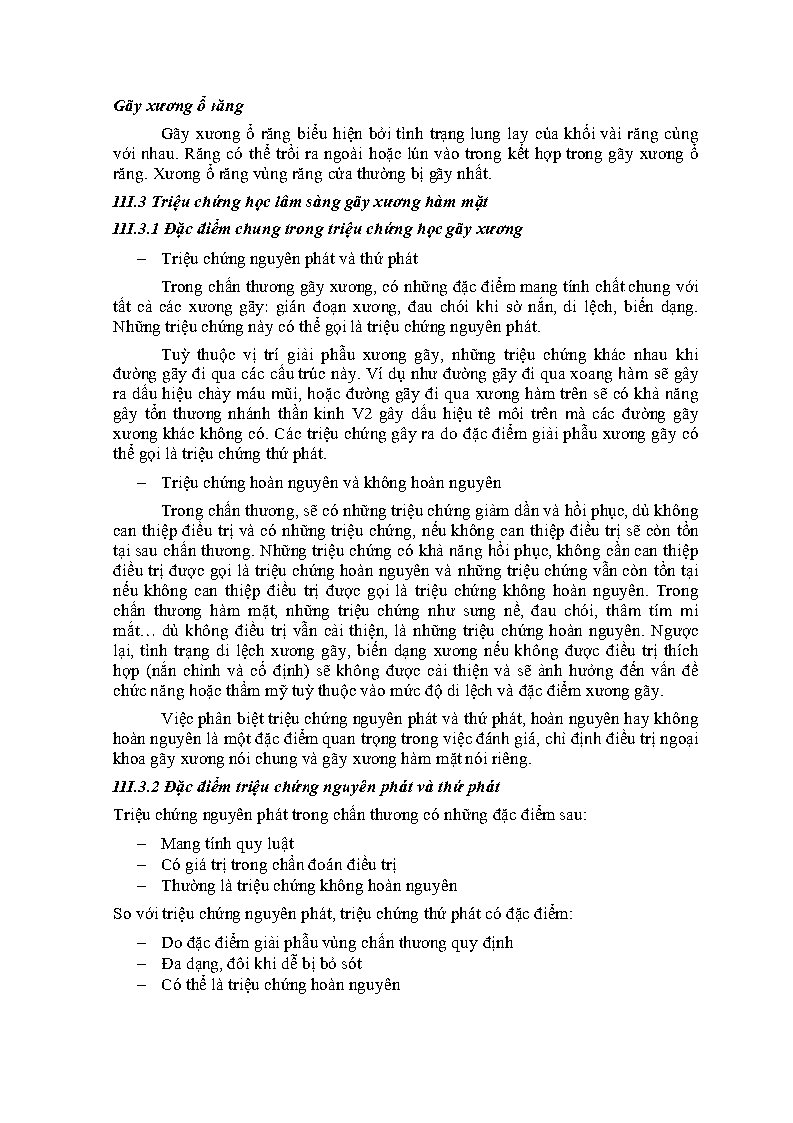 Gãy xương ổ răng
Gãy xương ổ răng biểu hiện bởi tình trạng lung lay của khối vài răng cùng
với nhau. Răng có thể trồi ra ngoài hoặc lún vào trong kết hợp trong gãy xương ổ
răng. Xương ổ răng vùng răng cửa thường bị gãy nhất.
III.3 Triệu chứng học lâm sàng gãy xương hàm mặt
III.3.1 Đặc điểm chung trong triệu chứng học gãy xương
– Triệu chứng nguyên phát và thứ phát
Trong chấn thương gãy xương, có những đặc điểm mang tính chất chung với
tất cả các xương gãy: gián đoạn xương, đau chói khi sờ nắn, di lệch, biến dạng.
Những triệu chứng này có thể gọi là triệu chứng nguyên phát.
Tuỳ thuộc vị trí giải phẫu xương gãy, những triệu chứng khác nhau khi
đường gãy đi qua các cấu trúc này. Ví dụ như đường gãy đi qua xoang hàm sẽ gây
ra dấu hiệu chảy máu mũi, hoặc đường gãy đi qua xương hàm trên sẽ có khả năng
gây tổn thương nhánh thần kinh V2 gây dấu hiệu tê môi trên mà các đường gãy
xương khác không có. Các triệu chứng gây ra do đặc điểm giải phẫu xương gãy có
thể gọi là triệu chứng thứ phát.
– Triệu chứng hoàn nguyên và không hoàn nguyên
Trong chấn thương, sẽ có những triệu chứng giảm dần và hồi phục, dù không
can thiệp điều trị và có những triệu chứng, nếu không can thiệp điều trị sẽ còn tồn
tại sau chấn thương. Những triệu chứng có khả năng hồi phục, không cần can thiệp
điều trị được gọi là triệu chứng hoàn nguyên và những triệu chứng vẫn còn tồn tại
nếu không can thiệp điều trị được gọi là triệu chứng không hoàn nguyên. Trong
chấn thương hàm mặt, những triệu chứng như sưng nề, đau chói, thâm tím mi
mắt… dù không điều trị vẫn cải thiện, là những triệu chứng hoàn nguyên. Ngược
lại, tình trạng di lệch xương gãy, biến dạng xương nếu không được điều trị thích
hợp (nắn chỉnh và cố định) sẽ không được cải thiện và sẽ ảnh hưởng đến vấn đề
chức năng hoặc thẩm mỹ tuỳ thuộc vào mức độ di lệch và đặc điểm xương gãy.
Việc phân biệt triệu chứng nguyên phát và thứ phát, hoàn nguyên hay không
hoàn nguyên là một đặc điểm quan trọng trong việc đánh giá, chỉ định điều trị ngoại
khoa gãy xương nói chung và gãy xương hàm mặt nói riêng.
III.3.2 Đặc điểm triệu chứng nguyên phát và thứ phát
Triệu chứng nguyên phát trong chấn thương có những đặc điểm sau:
– Mang tính quy luật
– Có giá trị trong chẩn đoán điều trị
– Thường là triệu chứng không hoàn nguyên
So với triệu chứng nguyên phát, triệu chứng thứ phát có đặc điểm:
– Do đặc điểm giải phẫu vùng chấn thương quy định
– Đa dạng, đôi khi dễ bị bỏ sót
– Có thể là triệu chứng hoàn nguyên